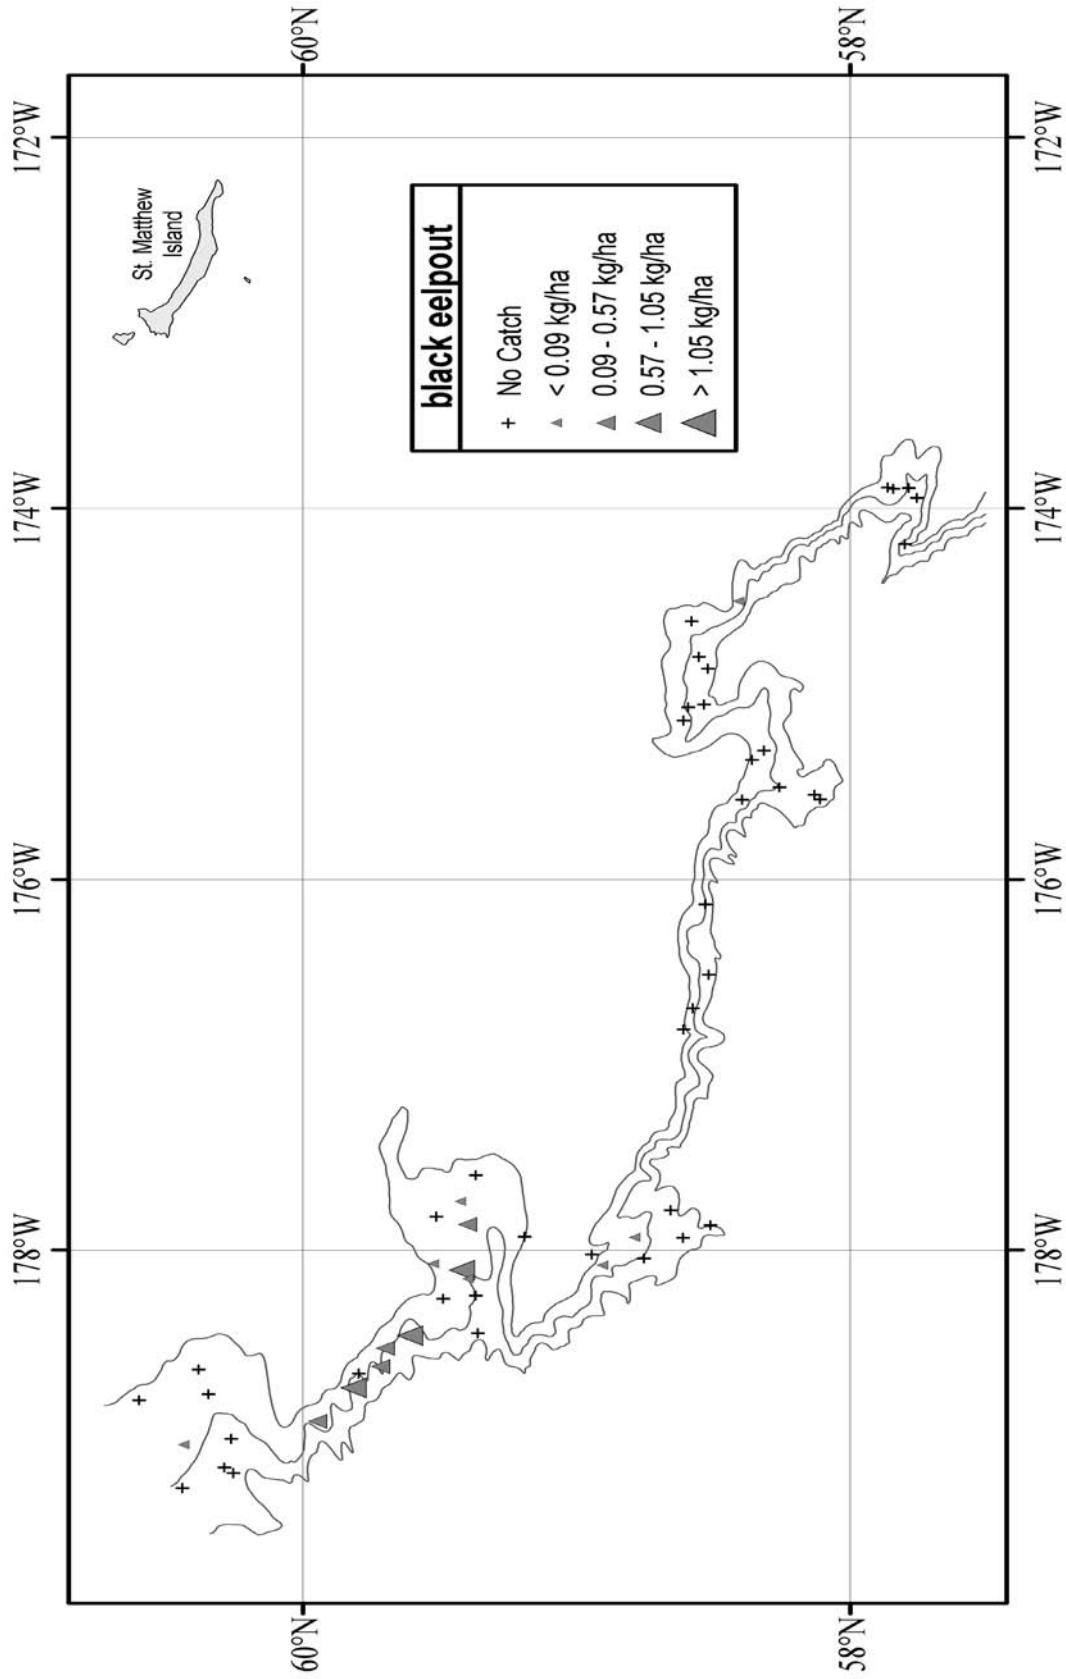 178°W
176°W
174°W
172°W
60°N
60°N
St. Matthew
Island
black eelpout
No Catch
< 0.09 kg/ha
0.09 - 0.57 kg/ha
0.57 - 1.05 kg/ha
> 1.05 kg/ha
58°N
58°N
178°W
176°W
174°W
172°W